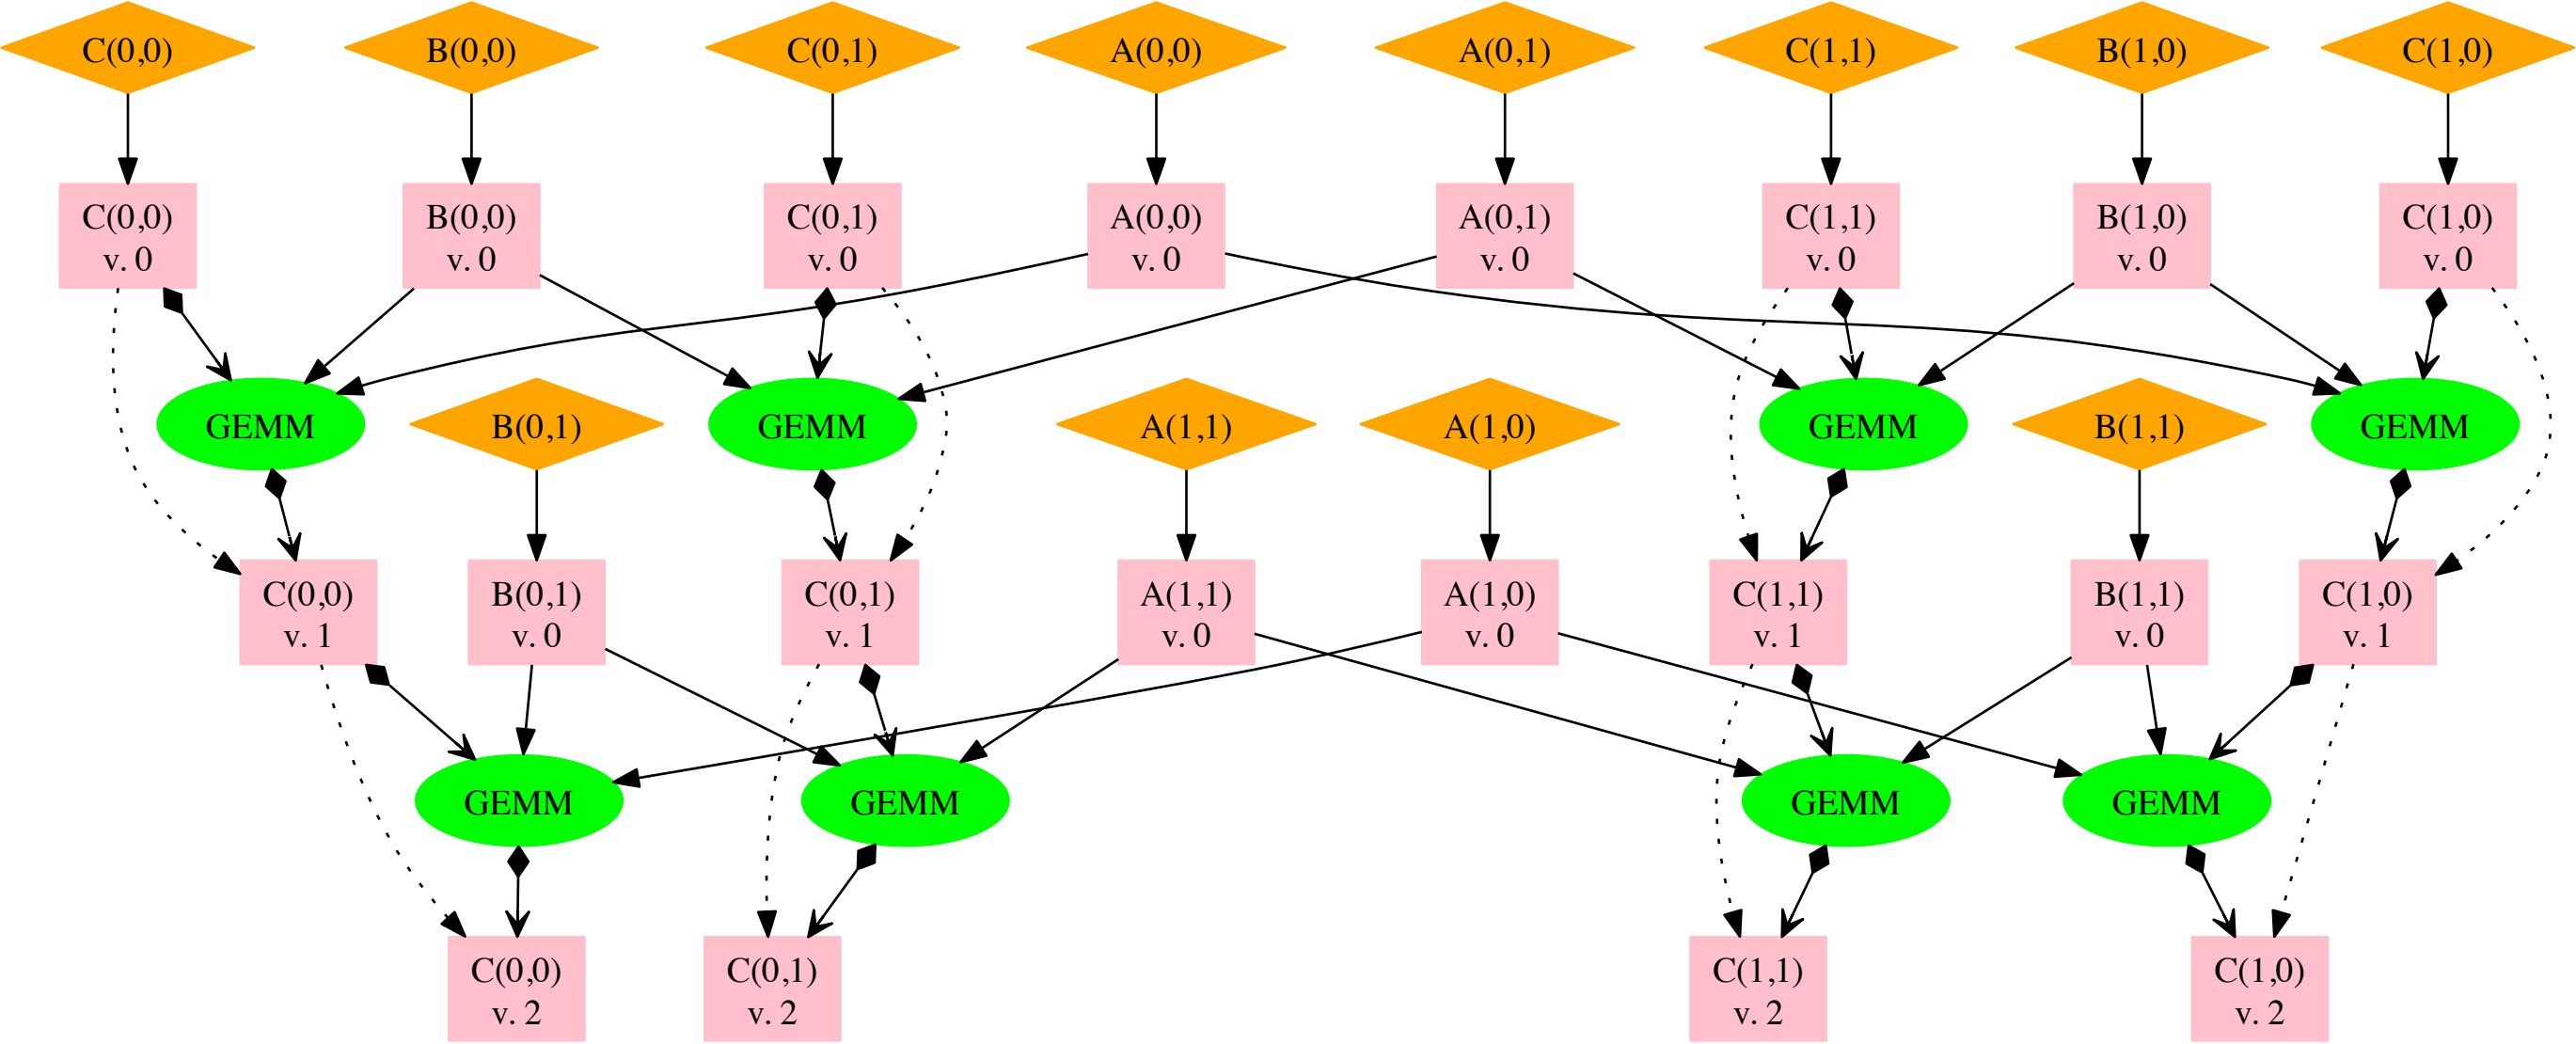 C(0,0)
B(0,0)
C(0,1)
A(0,0)
A(0,1)
C(1,1)
B(1,0)
C(1,0)
C(0,0)
v. 0
B(0,0)
v. 0
C(0,1)
v. 0
A(0,0)
v. 0
A(0,1)
v. 0
C(1,1)
v. 0
B(1,0)
v. 0
C(1,0)
v. 0
GEMM
B(0,1)
GEMM
A(1,1)
A(1,0)
GEMM
B(1,1)
GEMM
C(0,0)
v. 1
B(0,1)
v. 0
C(0,1)
v. 1
A(1,1)
v. 0
A(1,0)
v. 0
C(1,1)
v. 1
B(1,1)
v. 0
C(1,0)
v. 1
GEMM
GEMM
GEMM
GEMM
C(0,0)
v. 2
C(0,1)
v. 2
C(1,1)
v. 2
C(1,0)
v. 2